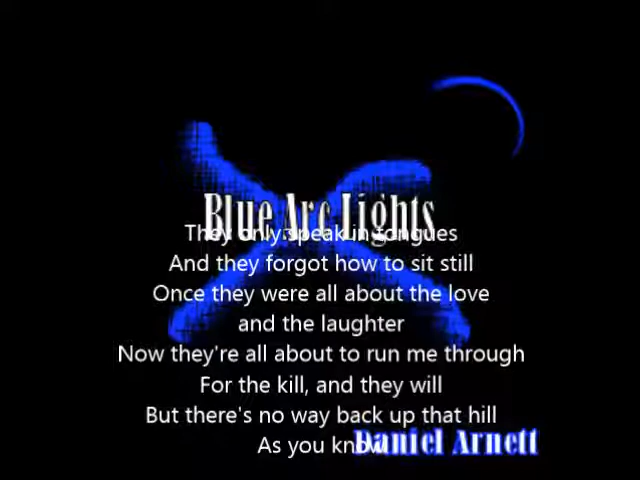 Blue Arc Lights
They only speak in tongues
And they forgot how to sit still
Once they were all about the love
and the laughter
Now they're all about to run me through
For the kill, and they will
But there's no way back up that hill
As you know
Daniel Arnett